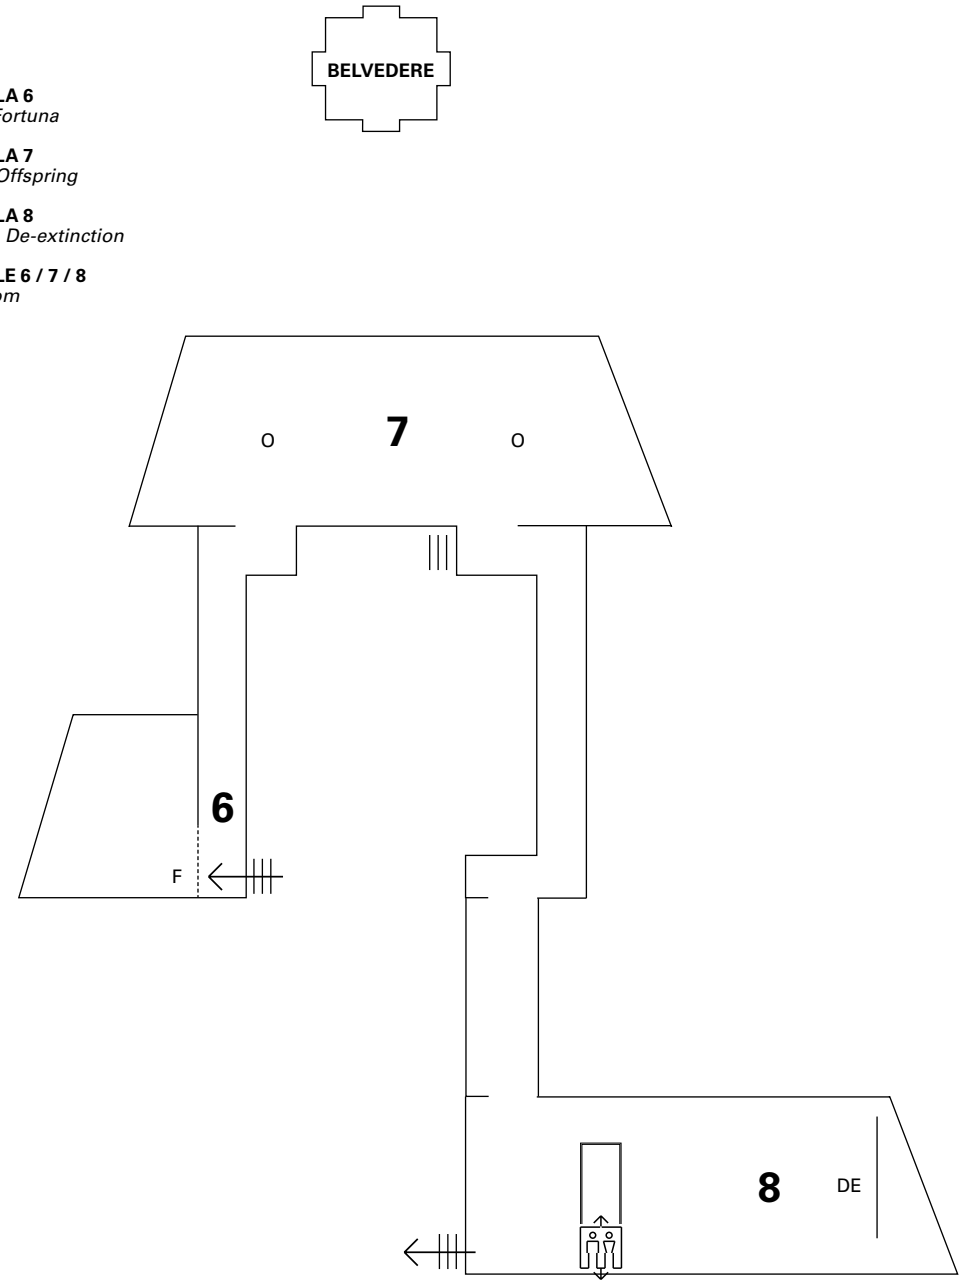 BELVEDERE
LA 6
Fortuna
LA 7
Offspring
LA 8
De-extinction
LE 6 / 7 / 8
om
7
O O
6
F
8
DE